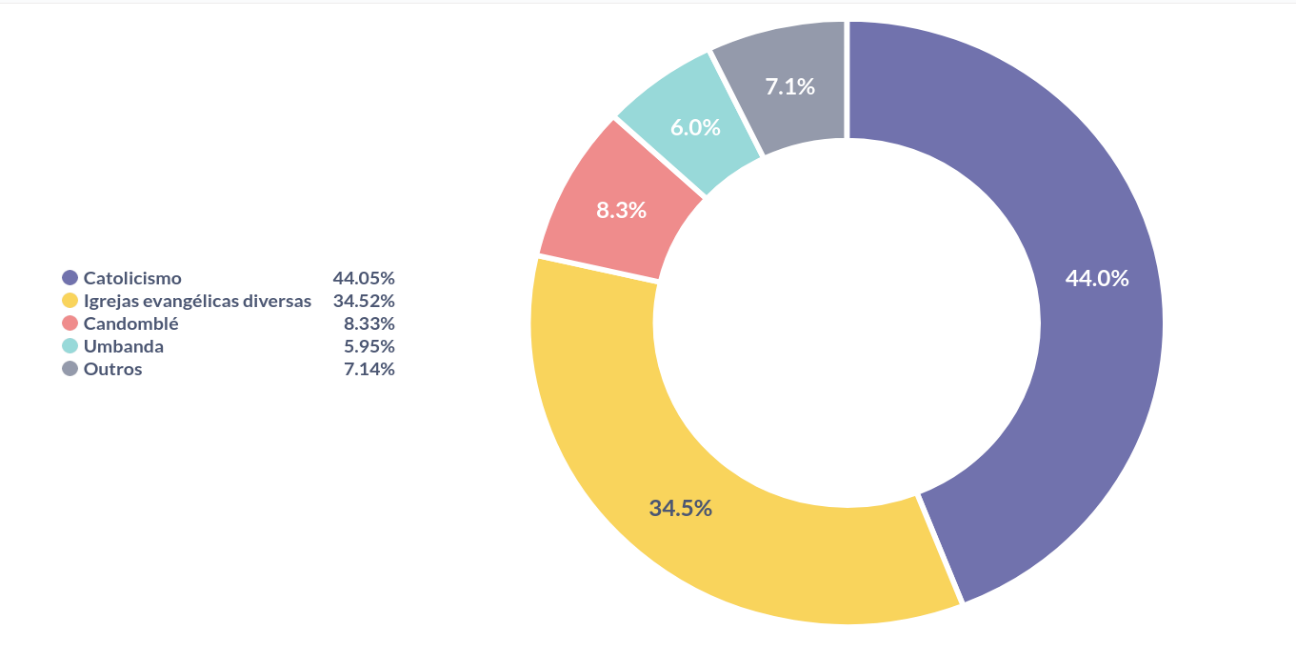 Catolicismo 44.05%
Igrejas evangélicas diversas 34.52%
Candomblé 8.33%
Umbanda 5.95%
Outros 7.14%
7.1%
6.0%
8.3%
44.0%
34.5%